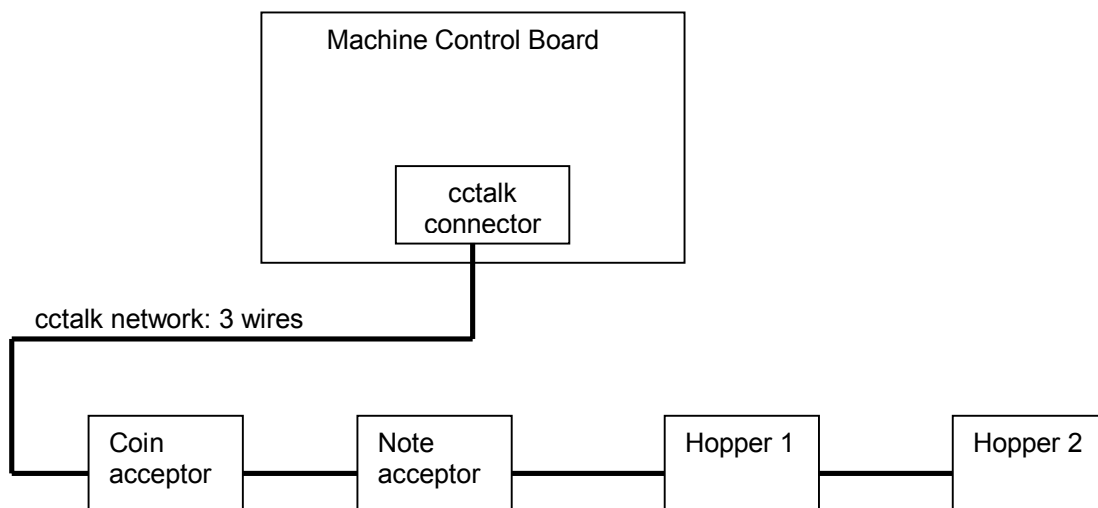 Machine Control Board
cctalk
connector
cctalk network: 3 wires
Coin
acceptor
Note
acceptor
Hopper 1
Hopper 2